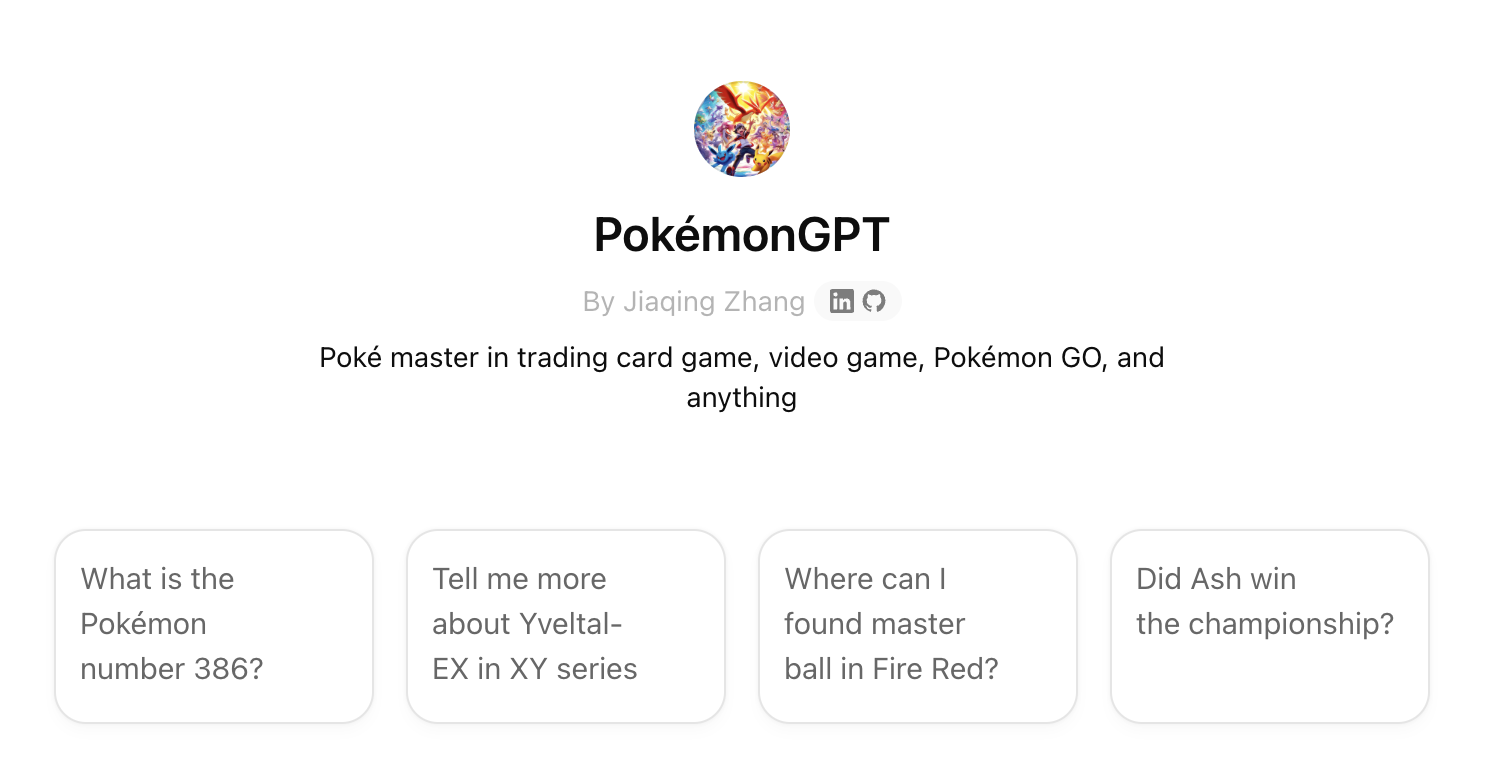 PokémonGPT
By Jiaqing Zhang
Poké master in trading card game, video game, Pokémon GO, and
anything
What is the
Pokémon
number 386?
Tell me more
about Yveltal-
EX in XY series
Where can I
found master
ball in Fire Red?
Did Ash win
the championship?